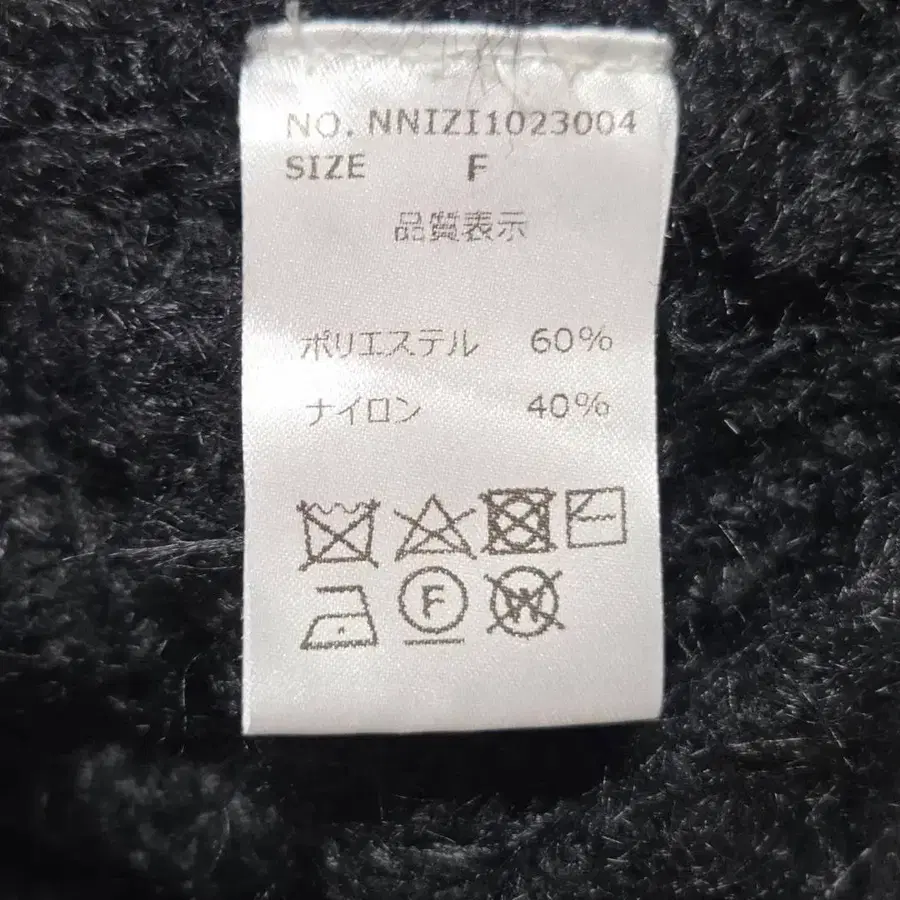 NO. NNIZI1023004
SIZE F
品質表示
ポリエステル 60%
ナイロン 40%
F
W